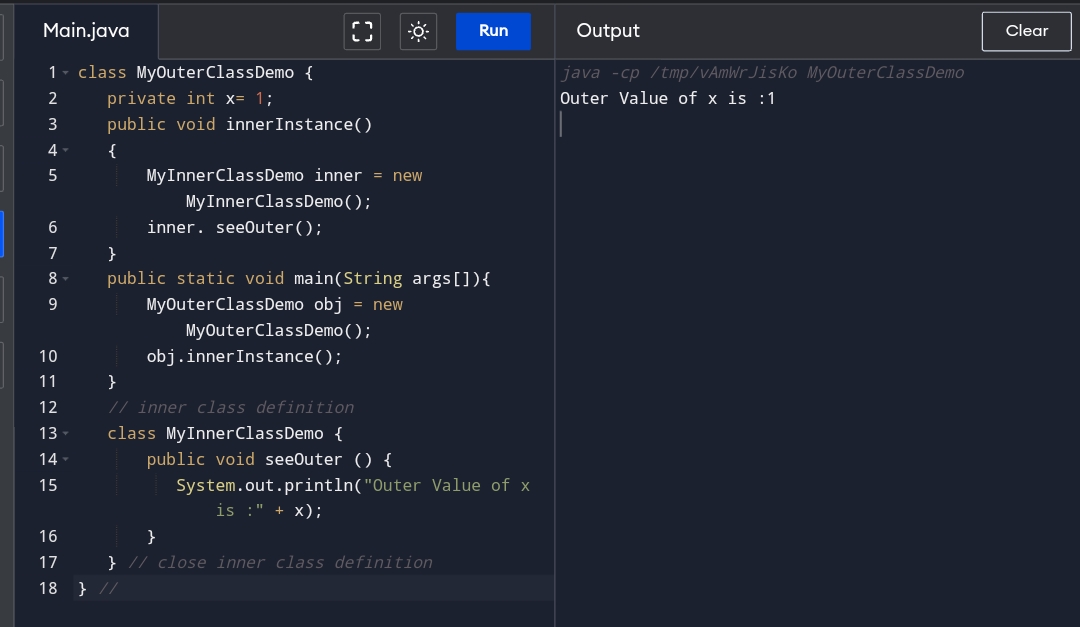 Main.java
Run
Output
Clear
1 class MyOuterClassDemo {
2 private int x= 1;
3 public void innerInstance()
4 {
5 MyInnerClassDemo inner = new
MyInnerClassDemo();
6 inner. seeOuter();
7 }
8 public static void main(String args[]){
9 MyOuterClassDemo obj = new
MyOuterClassDemo();
10 obj.innerInstance();
11 }
12 // inner class definition
13 class MyInnerClassDemo {
14 public void seeOuter () {
15 System.out.println("Outer Value of x
is :" + x);
16 }
17 } // close inner class definition
18 } //
java -cp /tmp/vAmWrJisKo MyOuterClassDemo
Outer Value of x is :1